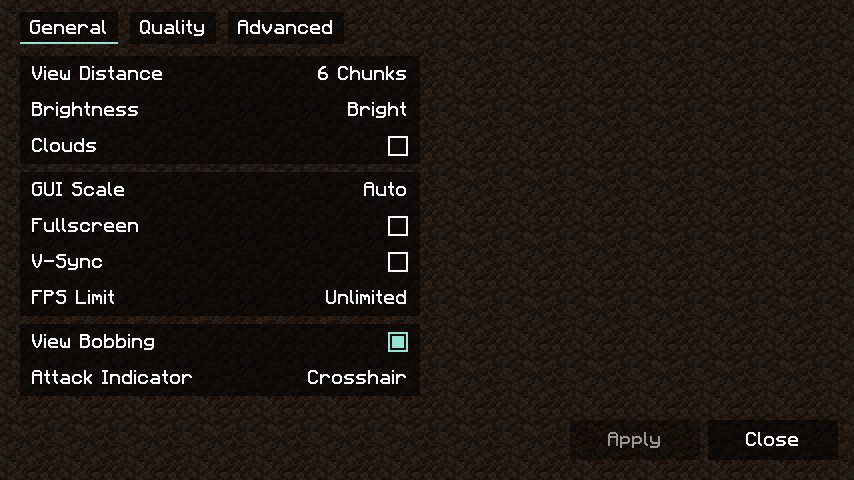 General Quality Advanced
View Distance 6 Chunks
Brightness Bright
Clouds
GUI Scale Auto
Fullscreen
V-Sync
FPS Limit Unlimited
View Bobbing
Attack Indicator Crosshair
Apply Close